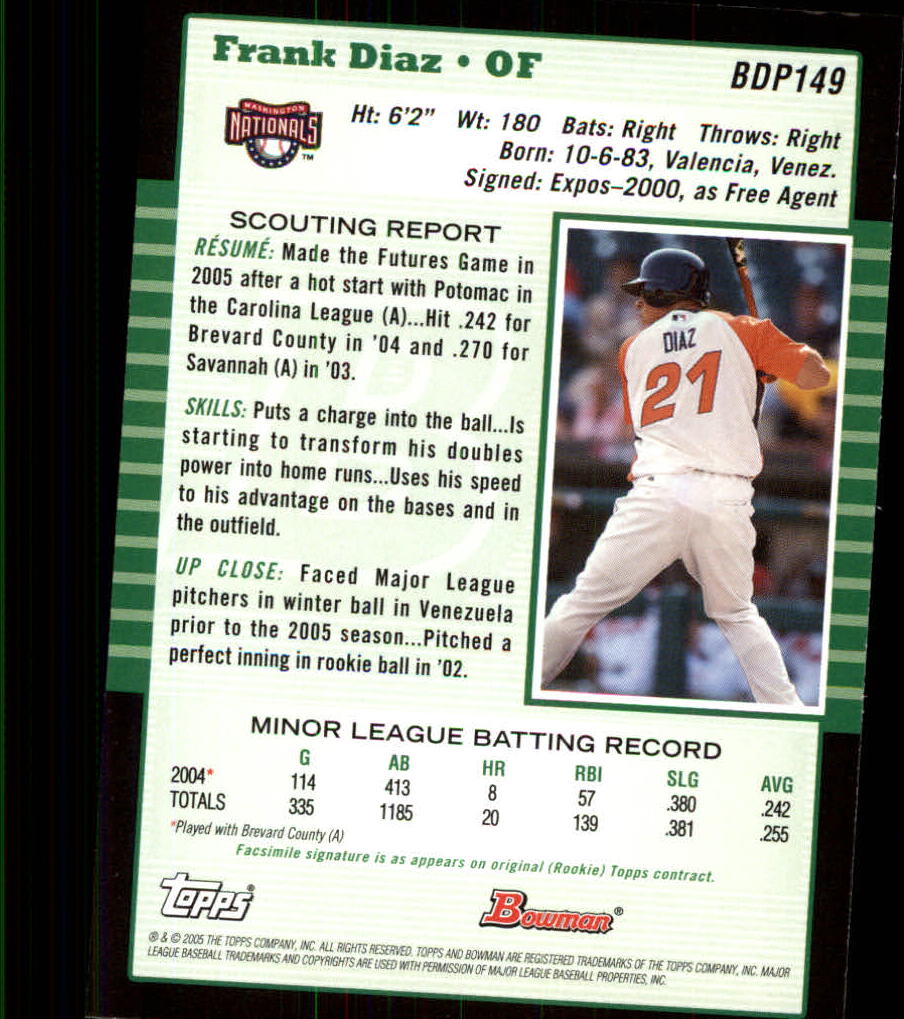 Frank Diaz • OF
BDP149
WASHINGTON
NATIONALS
TM
Ht: 6'2" Wt: 180 Bats: Right Throws: Right
Born: 10-6-83, Valencia, Venez.
Signed: Expos–2000, as Free Agent
SCOUTING REPORT
RÉSUMÉ: Made the Futures Game in
2005 after a hot start with Potomac in
the Carolina League (A)...Hit .242 for
Brevard County in '04 and .270 for
Savannah (A) in '03.
SKILLS: Puts a charge into the ball...Is
starting to transform his doubles
power into home runs...Uses his speed
to his advantage on the bases and in
the outfield.
UP CLOSE: Faced Major League
pitchers in winter ball in Venezuela
prior to the 2005 season...Pitched a
perfect inning in rookie ball in '02.
DIAZ
21
MINOR LEAGUE BATTING RECORD
G AB HR RBI SLG AVG
2004* 114 413 8 57 .380 .242
TOTALS 335 1185 20 139 .381 .255
*Played with Brevard County (A)
Facsimile signature is as appears on original (Rookie) Topps contract.
topps®
Bowman®
® & © 2005 THE TOPPS COMPANY, INC. ALL RIGHTS RESERVED. TOPPS AND BOWMAN ARE REGISTERED TRADEMARKS OF THE TOPPS COMPANY, INC. MAJOR
LEAGUE BASEBALL TRADEMARKS AND COPYRIGHTS ARE USED WITH PERMISSION OF MAJOR LEAGUE BASEBALL PROPERTIES, INC.